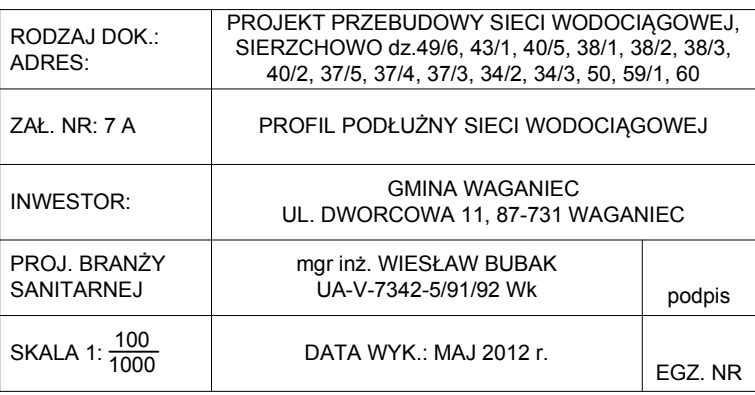 RODZAJ DOK.:
ADRES:
PROJEKT PRZEBUDOWY SIECI WODOCIĄGOWEJ,
SIERZCHOWO dz.49/6, 43/1, 40/5, 38/1, 38/2, 38/3,
40/2, 37/5, 37/4, 37/3, 34/2, 34/3, 50, 59/1, 60
ZAŁ. NR: 7 A
PROFIL PODŁUŻNY SIECI WODOCIĄGOWEJ
INWESTOR:
GMINA WAGANIEC
UL. DWORCOWA 11, 87-731 WAGANIEC
PROJ. BRANŻY
SANITARNEJ
mgr inż. WIESŁAW BUBAK
UA-V-7342-5/91/92 Wk
podpis
SKALA 1: 100
1000
DATA WYK.: MAJ 2012 r.
EGZ. NR